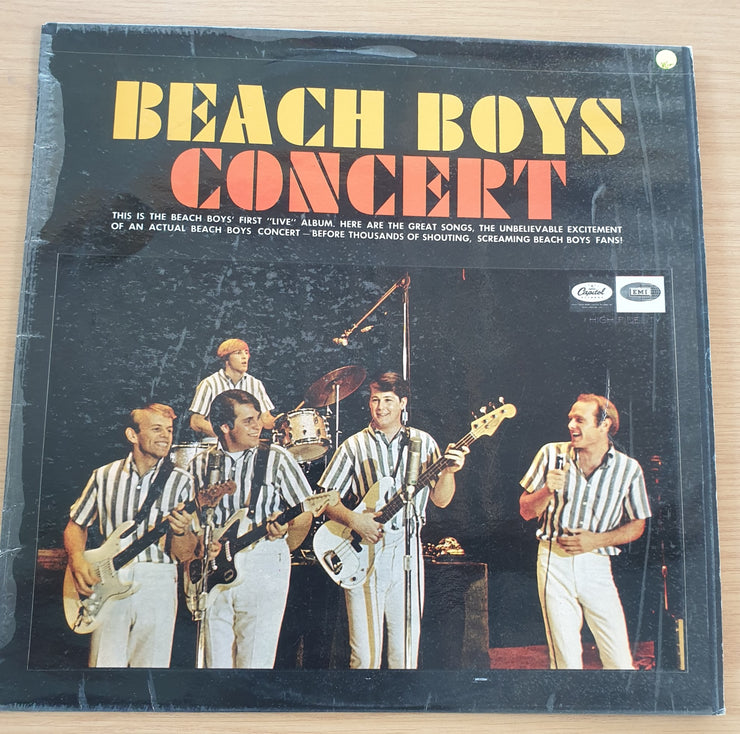 BEACH BOYS
CONCERT
THIS IS THE BEACH BOYS' FIRST "LIVE" ALBUM. HERE ARE THE GREAT SONGS, THE UNBELIEVABLE EXCITEMENT
OF AN ACTUAL BEACH BOYS CONCERT — BEFORE THOUSANDS OF SHOUTING, SCREAMING BEACH BOYS FANS!
Capitol
EMI
HIGH